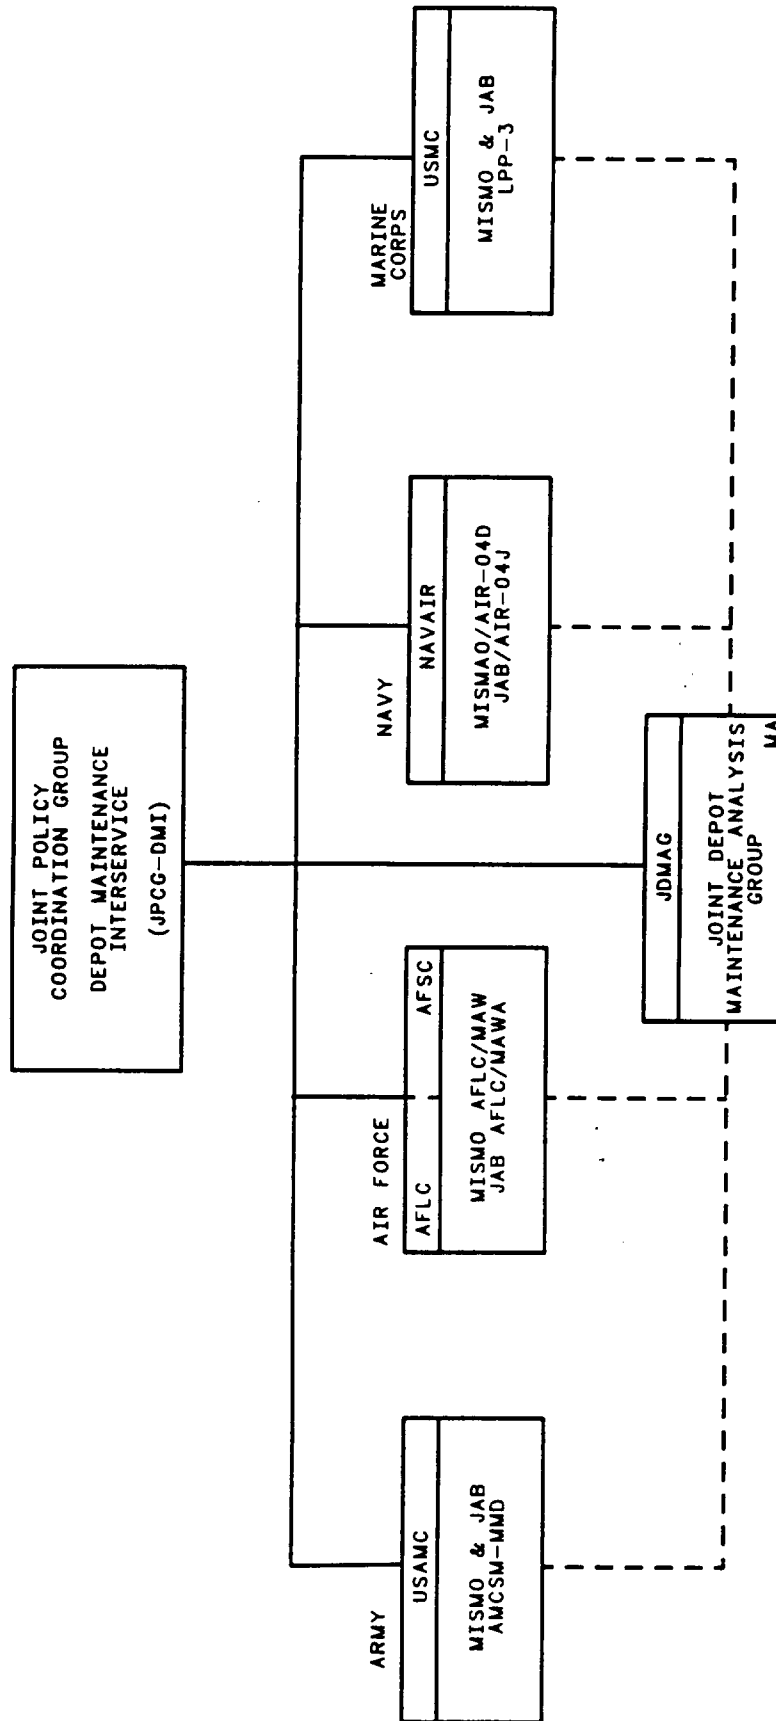 JOINT POLICY
COORDINATION GROUP
DEPOT MAINTENANCE
INTERSERVICE
(JPCG-DMI)
ARMY
USAMC
MISMO & JAB
AMCSM-MMD
AIR FORCE
AFLC AFSC
MISMO AFLC/MAW
JAB AFLC/MAWA
NAVY
NAVAIR
MISMAO/AIR-04D
JAB/AIR-04J
MARINE
CORPS
USMC
MISMO & JAB
LPP-3
JDMAG
JOINT DEPOT
MAINTENANCE ANALYSIS
GROUP